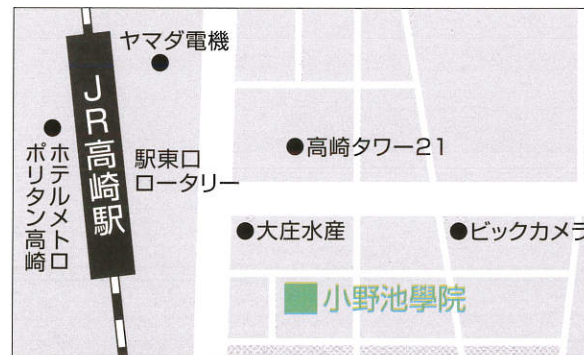 ヤマダ電機
JR高崎駅
ホテルメトロ
ポリタン高崎
駅東口
ロータリー
高崎タワー21
大庄水産
ビックカメラ
小野池學院